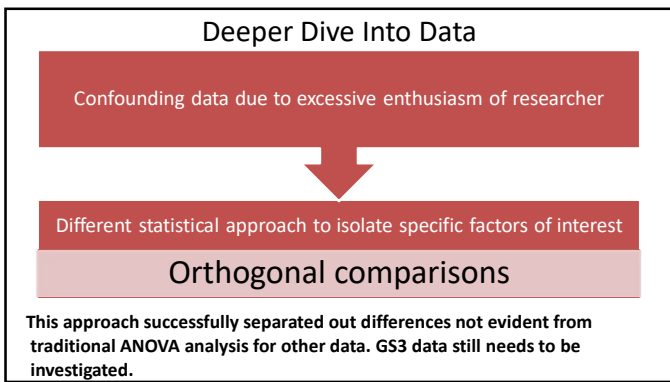 Deeper Dive Into Data
Confounding data due to excessive enthusiasm of researcher
Different statistical approach to isolate specific factors of interest
Orthogonal comparisons
This approach successfully separated out differences not evident from
traditional ANOVA analysis for other data. GS3 data still needs to be
investigated.